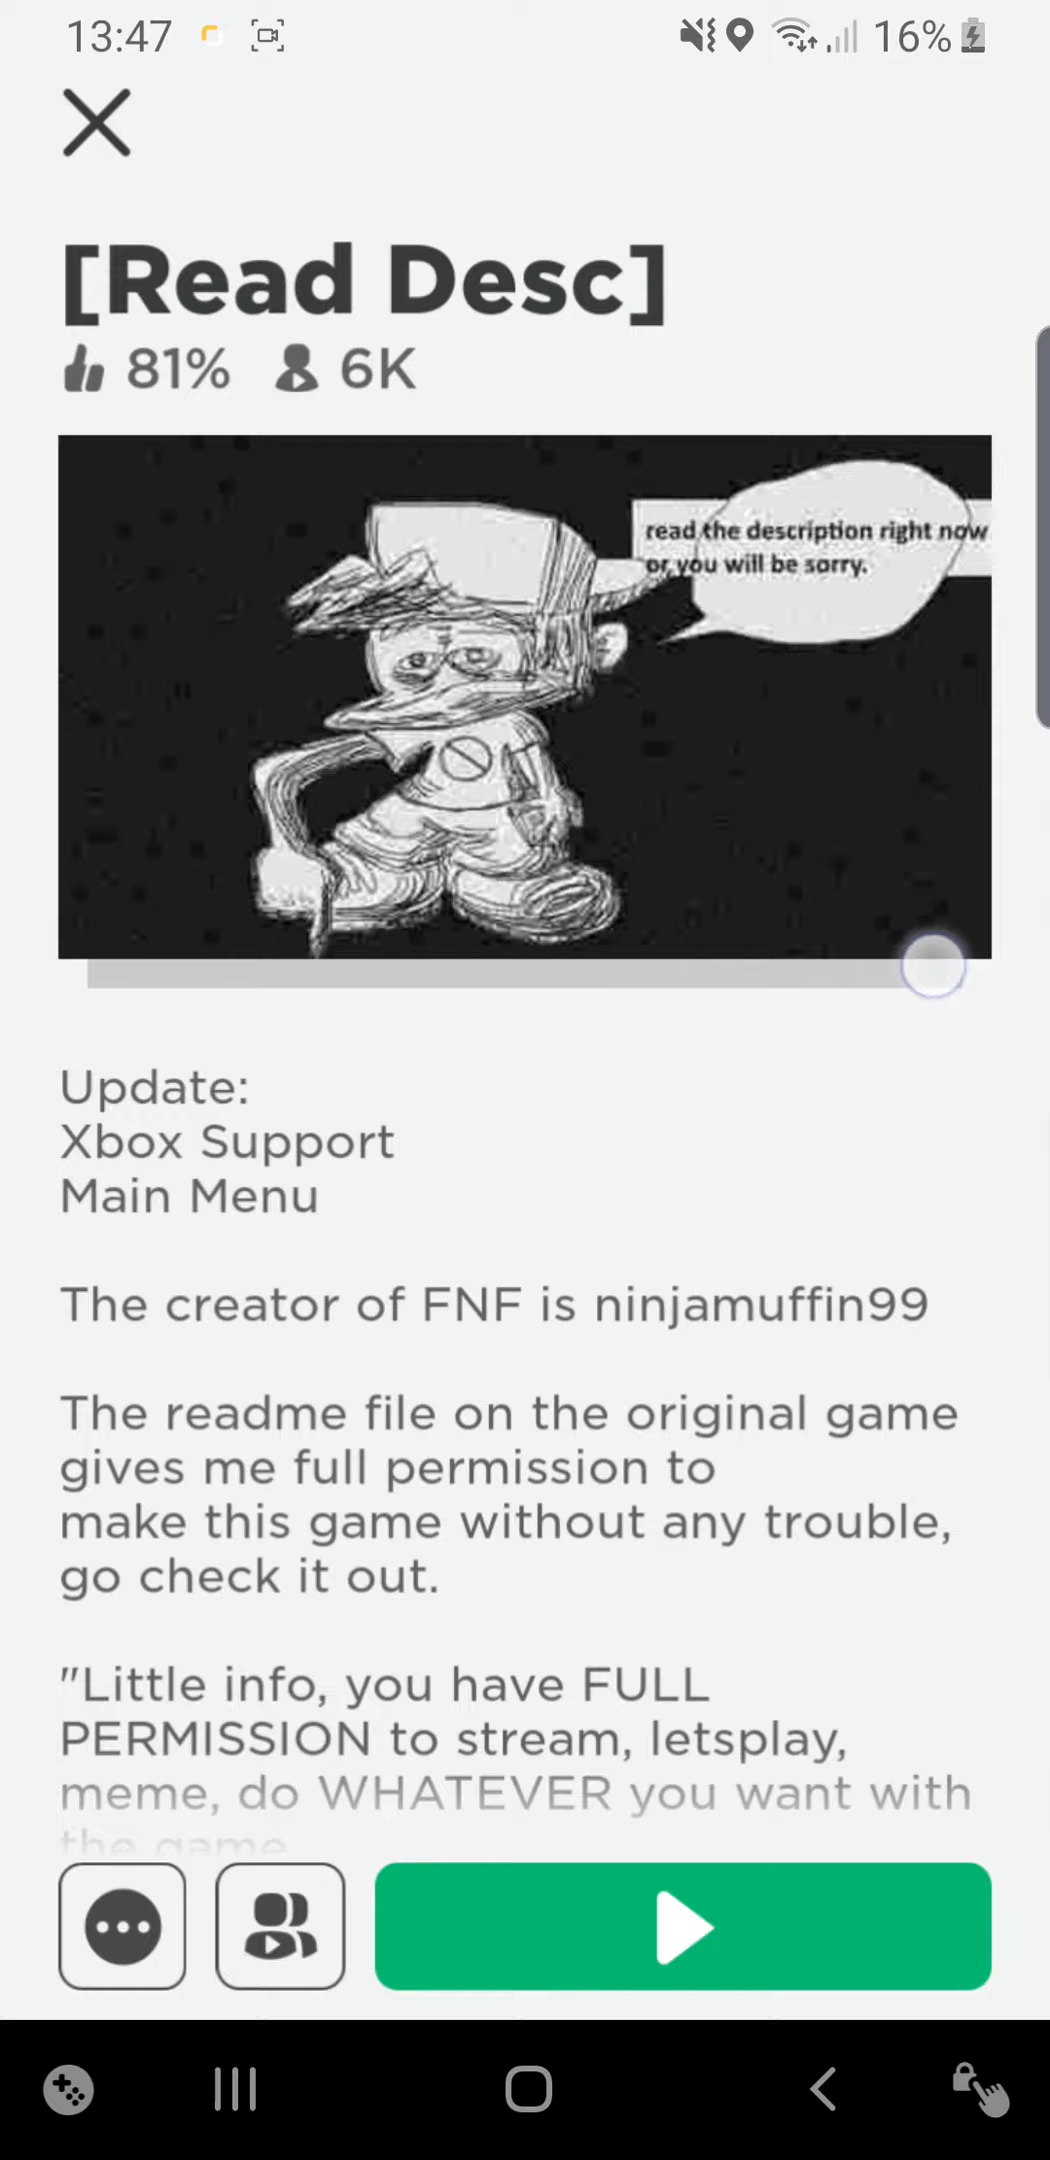 13:47
16%
[Read Desc]
81% 6K
read the description right now
or you will be sorry.
Update:
Xbox Support
Main Menu
The creator of FNF is ninjamuffin99
The readme file on the original game
gives me full permission to
make this game without any trouble,
go check it out.
"Little info, you have FULL
PERMISSION to stream, letsplay,
meme, do WHATEVER you want with
the game